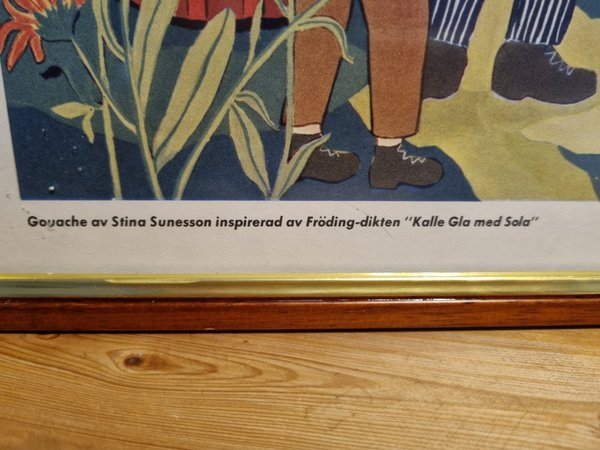 Gouache av Stina Sunesson inspirerad av Fröding-dikten "Kalle Gla med Sola"